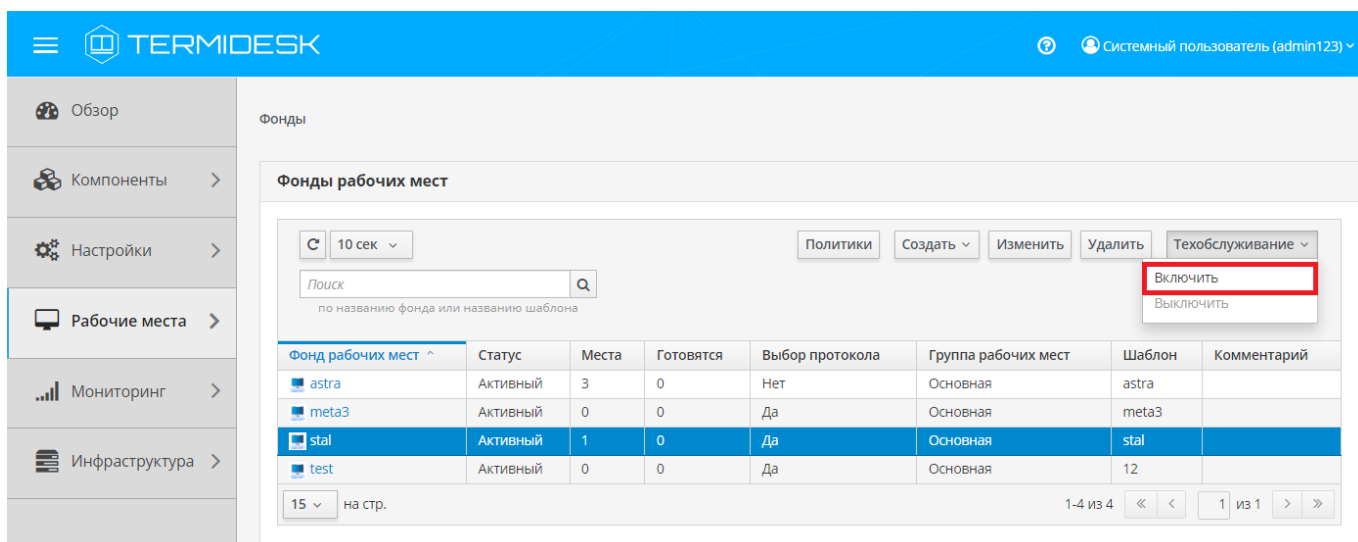 TERMIDESK
Системный пользователь (admin123)
Обзор
Компоненты
Настройки
Рабочие места
Мониторинг
Инфраструктура
Фонды
Фонды рабочих мест
10 сек Политики Создать Изменить Удалить Техобслуживание
Включить
Выключить
Поиск
по названию фонда или названию шаблона
Фонд рабочих мест Статус Места Готовятся Выбор протокола Группа рабочих мест Шаблон Комментарий
astra Активный 3 0 Нет Основная astra
meta3 Активный 0 0 Да Основная meta3
stal Активный 1 0 Да Основная stal
test Активный 0 0 Да Основная 12
15 на стр. 1-4 из 4 « < 1 из 1 > »